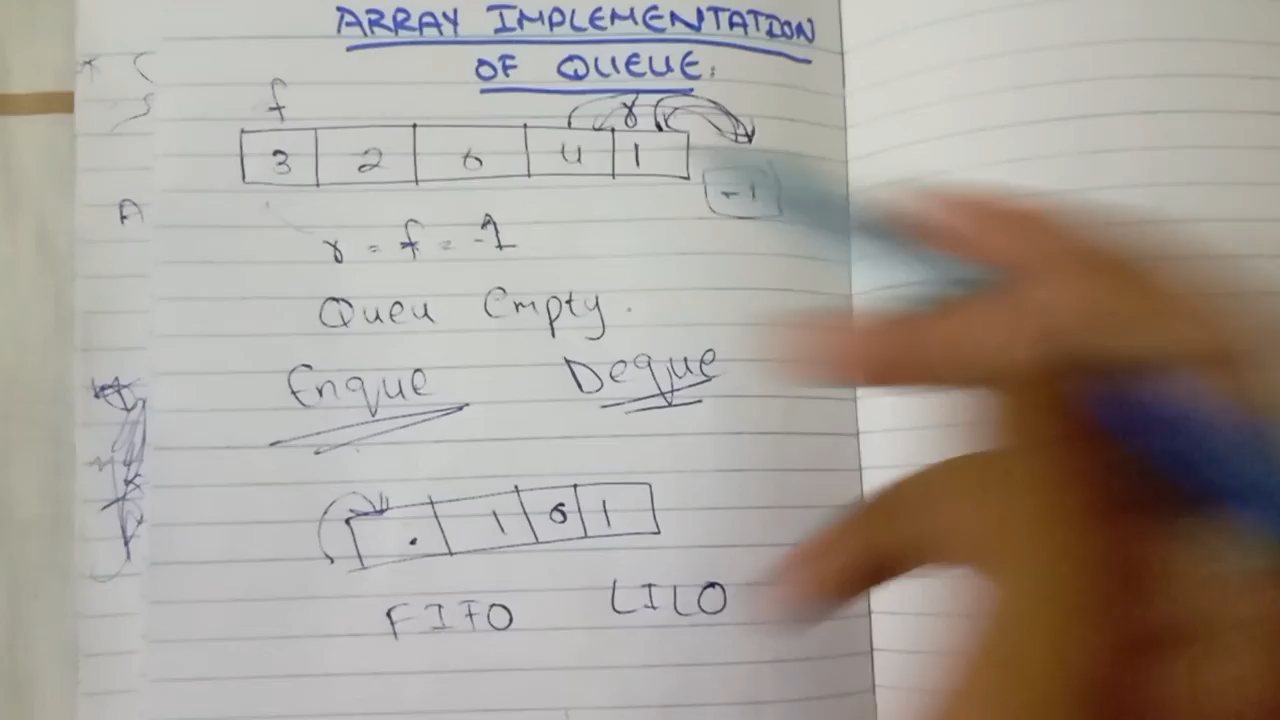 ARRAY IMPLEMENTATION
OF QUEUE.
f r
3 2 6 4 1
-1
A
r = f = -1
Queu Empty.
Enque Deque
. 1 6 1
FIFO LILO